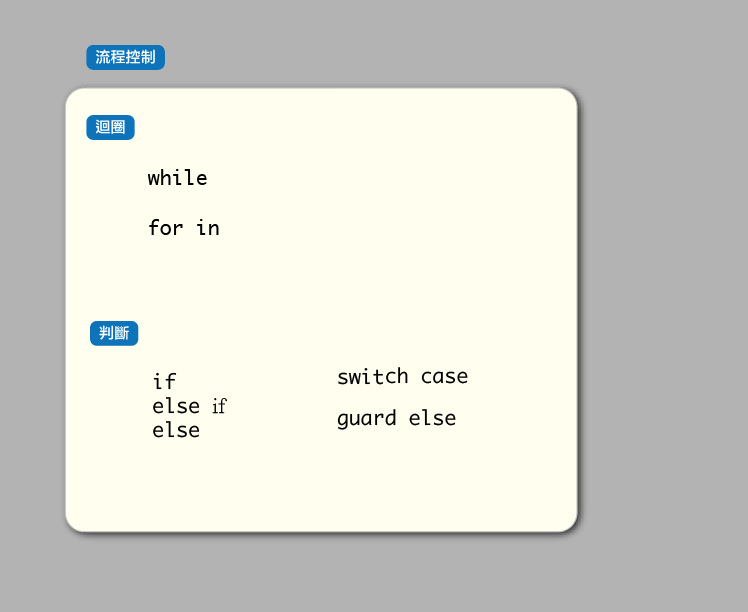 流程控制
迴圈
while
for in
判斷
if
else if
else
switch case
guard else